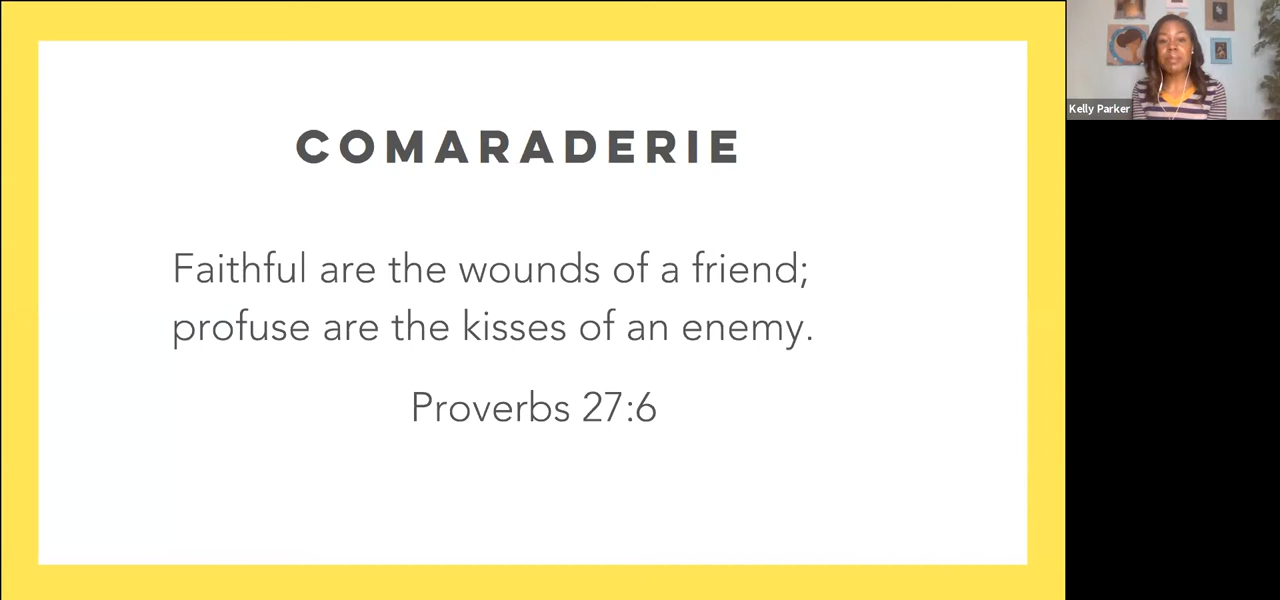 COMARADERIE
Faithful are the wounds of a friend;
profuse are the kisses of an enemy.
Proverbs 27:6
Kelly Parker